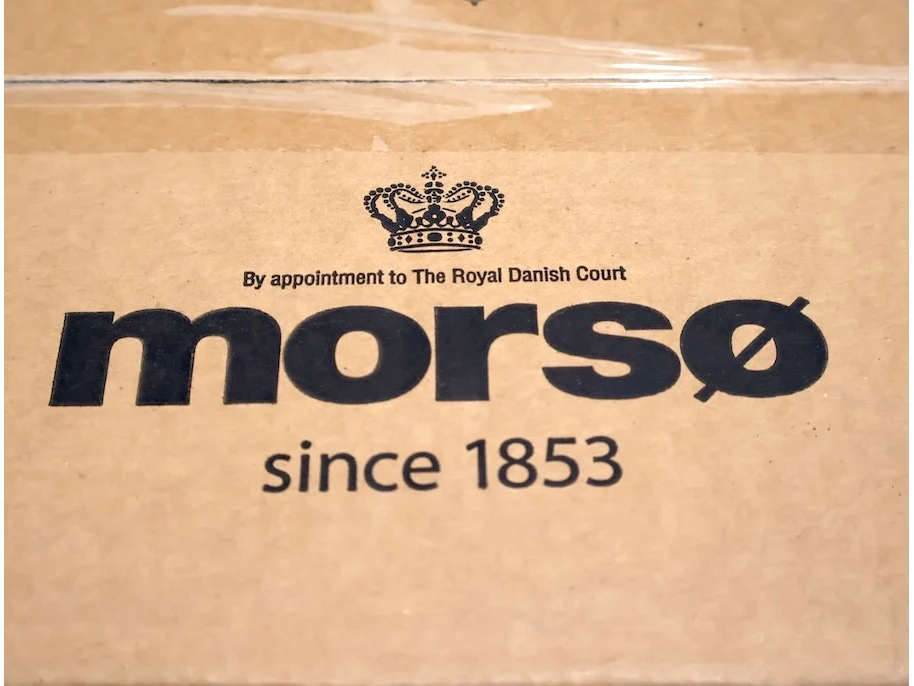 By appointment to The Royal Danish Court
morsø
since 1853